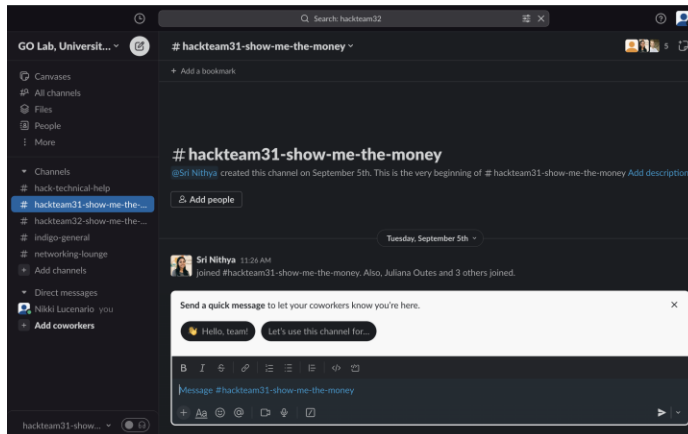 Search: hackteam32
GO Lab, Universit...
# hackteam31-show-me-the-money
5
+ Add a bookmark
Canvases
All channels
Files
People
More
Channels
# hack-technical-help
# hackteam31-show-me-the-...
# hackteam32-show-me-the-...
# indigo-general
# networking-lounge
+ Add channels
Direct messages
Nikki Lucenario you
+ Add coworkers
hackteam31-show...
# hackteam31-show-me-the-money
@Sri Nithya created this channel on September 5th. This is the very beginning of # hackteam31-show-me-the-money Add description
Add people
Tuesday, September 5th
Sri Nithya 11:26 AM
joined #hackteam31-show-me-the-money. Also, Juliana Outes and 3 others joined.
Send a quick message to let your coworkers know you're here.
👋 Hello, team!
Let's use this channel for...
B I S
Message #hackteam31-show-me-the-money
+ Aa @